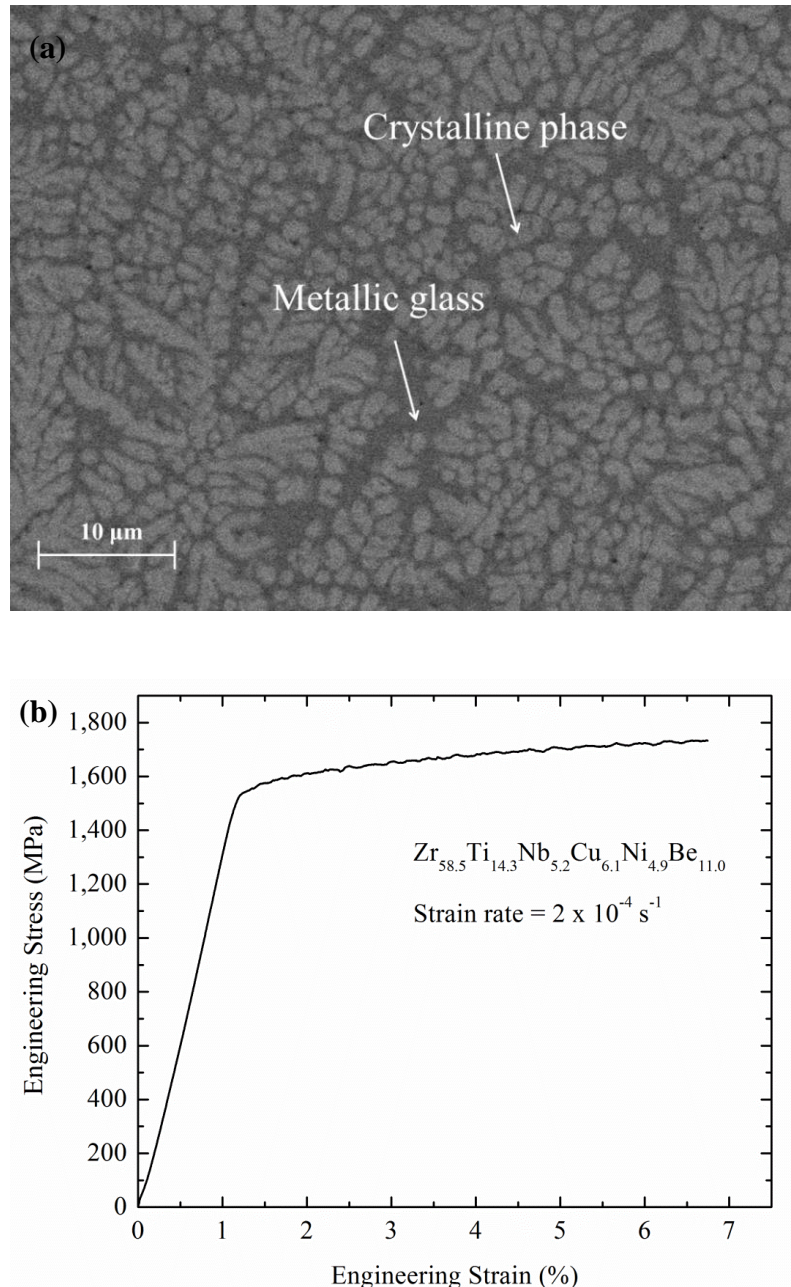 (a)
Crystalline phase
Metallic glass
10 µm
(b)
1,800
1,600
1,400
1,200
1,000
800
600
400
200
0
Engineering Stress (MPa)
Zr58.5Ti14.3Nb5.2Cu6.1Ni4.9Be11.0
Strain rate = 2 x 10-4 s-1
0 1 2 3 4 5 6 7
Engineering Strain (%)